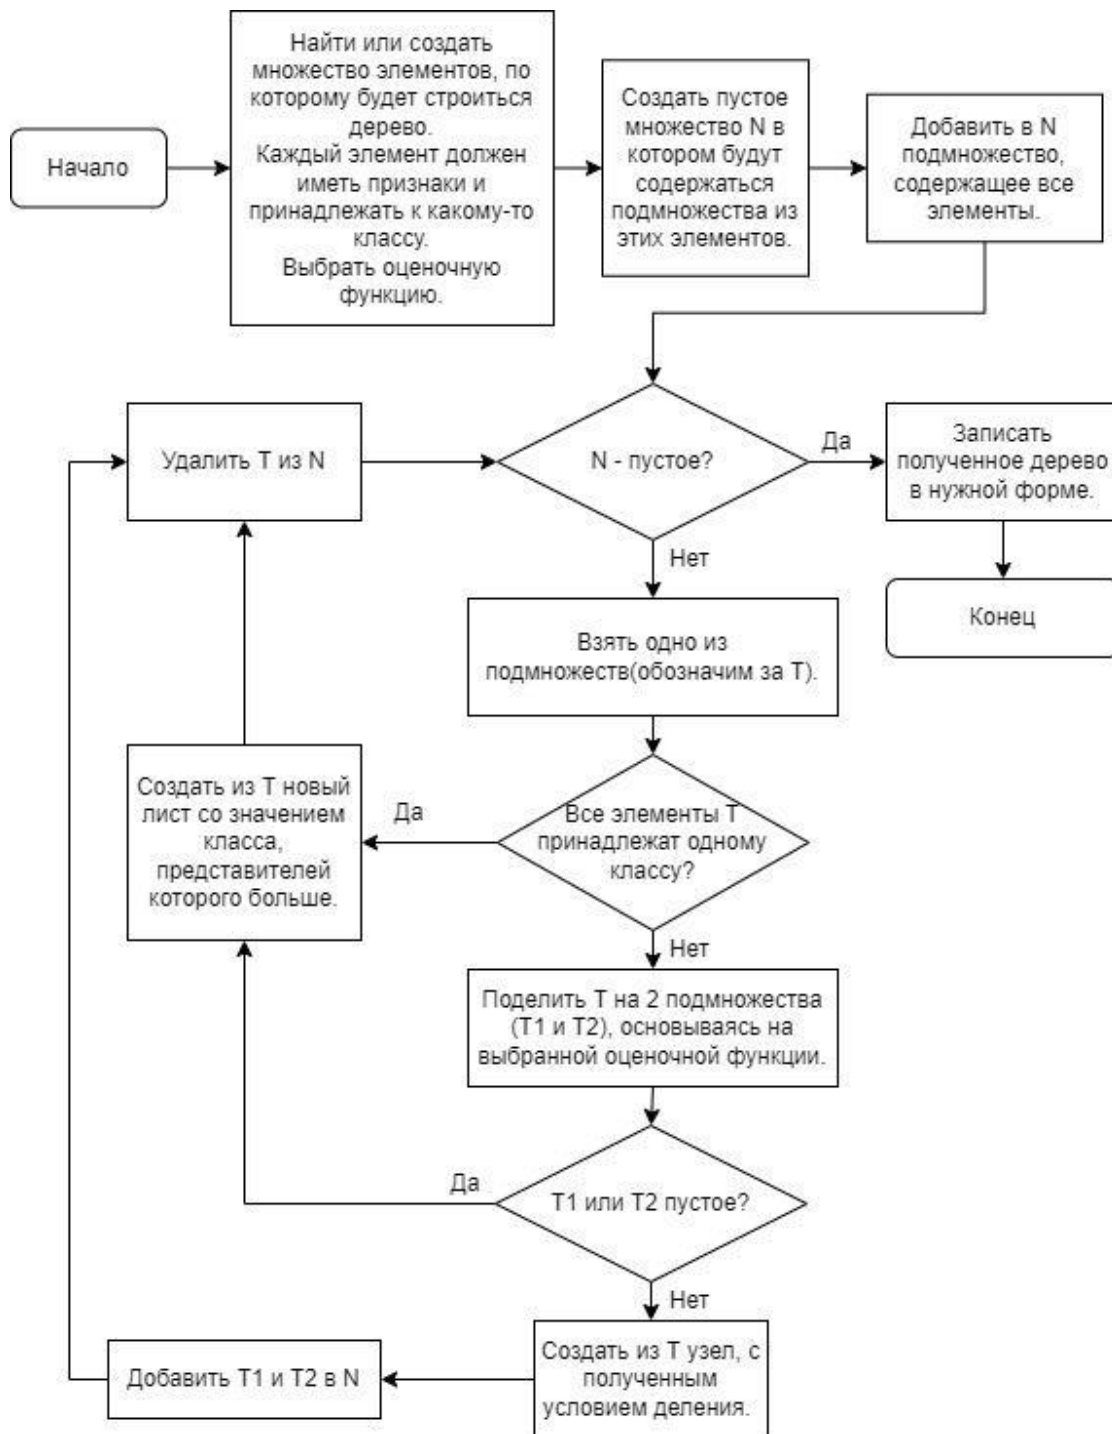 Начало
Найти или создать
множество элементов, по
которому будет строиться
дерево.
Каждый элемент должен
иметь признаки и
принадлежать к какому-то
классу.
Выбрать оценочную
функцию.
Создать пустое
множество N в
котором будут
содержаться
подмножества из
этих элементов.
Добавить в N
подмножество,
содержащее все
элементы.
Удалить T из N
N - пустое?
Да
Записать
полученное дерево
в нужной форме.
Нет
Конец
Взять одно из
подмножеств(обозначим за T).
Создать из T новый
лист со значением
класса,
представителей
которого больше.
Да
Все элементы T
принадлежат одному
классу?
Нет
Поделить T на 2 подмножества
(T1 и T2), основываясь на
выбранной оценочной функции.
Да
T1 или T2 пустое?
Нет
Добавить T1 и T2 в N
Создать из T узел, с
полученным
условием деления.